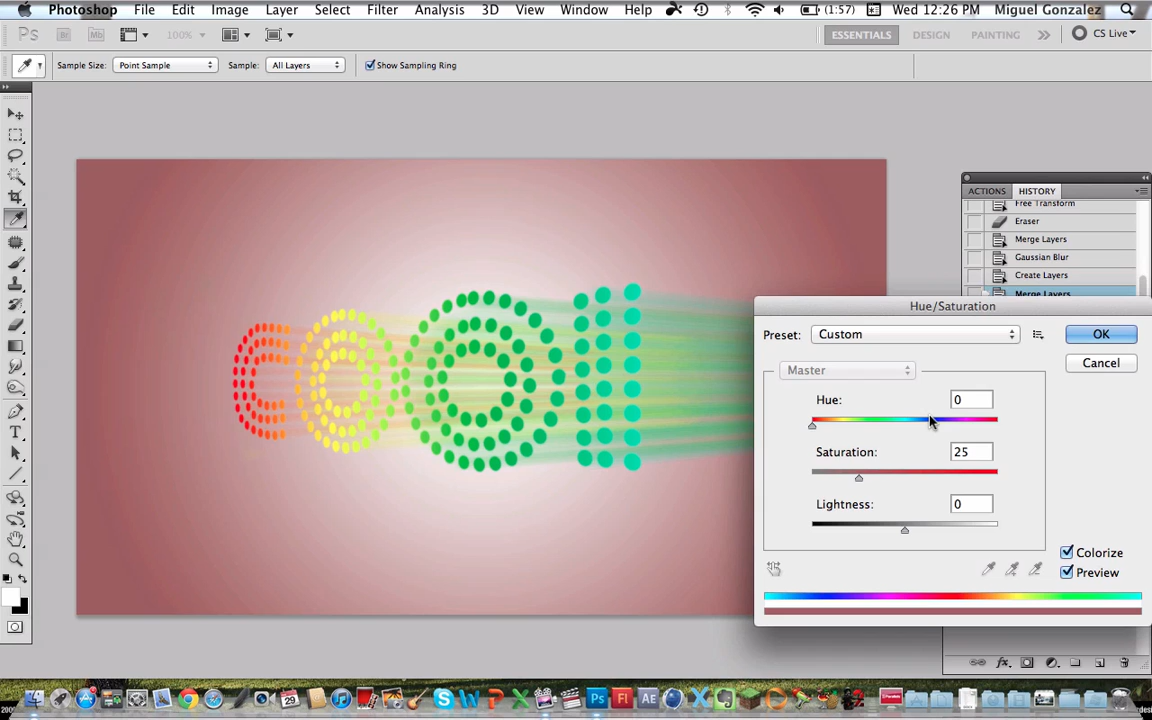 Photoshop File Edit Image Layer Select Filter Analysis 3D View Window Help (1:57) Wed 12:26 PM Miguel Gonzalez
Ps Br Mb 100% ESSENTIALS DESIGN PAINTING CS Live
Sample Size: Point Sample Sample: All Layers Show Sampling Ring
ACTIONS HISTORY
Free Transform
Eraser
Merge Layers
Gaussian Blur
Create Layers
Merge Layers
COOL
Hue/Saturation
Preset: Custom OK
Master Cancel
Hue: 0
Saturation: 25
Lightness: 0
Colorize
Preview